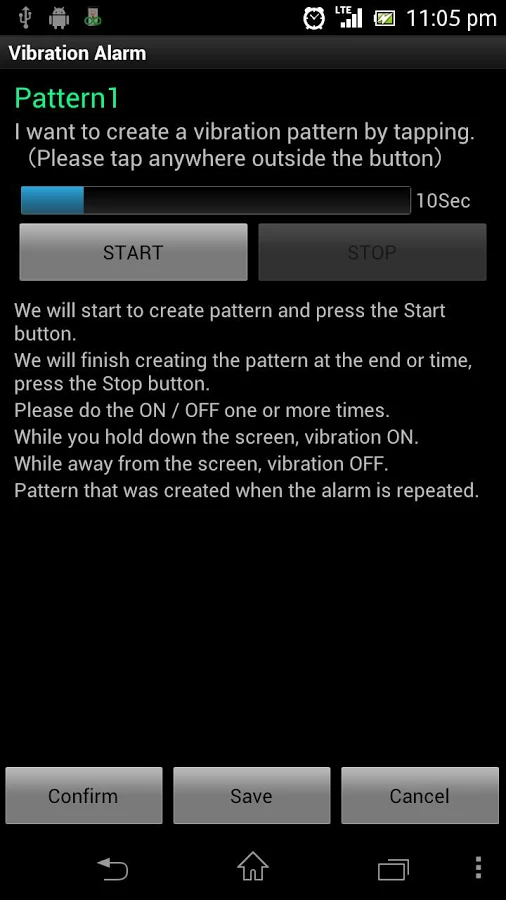 LTE
11:05 pm
Vibration Alarm
Pattern1
I want to create a vibration pattern by tapping.
（Please tap anywhere outside the button）
10Sec
START
STOP
We will start to create pattern and press the Start
button.
We will finish creating the pattern at the end or time,
press the Stop button.
Please do the ON / OFF one or more times.
While you hold down the screen, vibration ON.
While away from the screen, vibration OFF.
Pattern that was created when the alarm is repeated.
Confirm
Save
Cancel